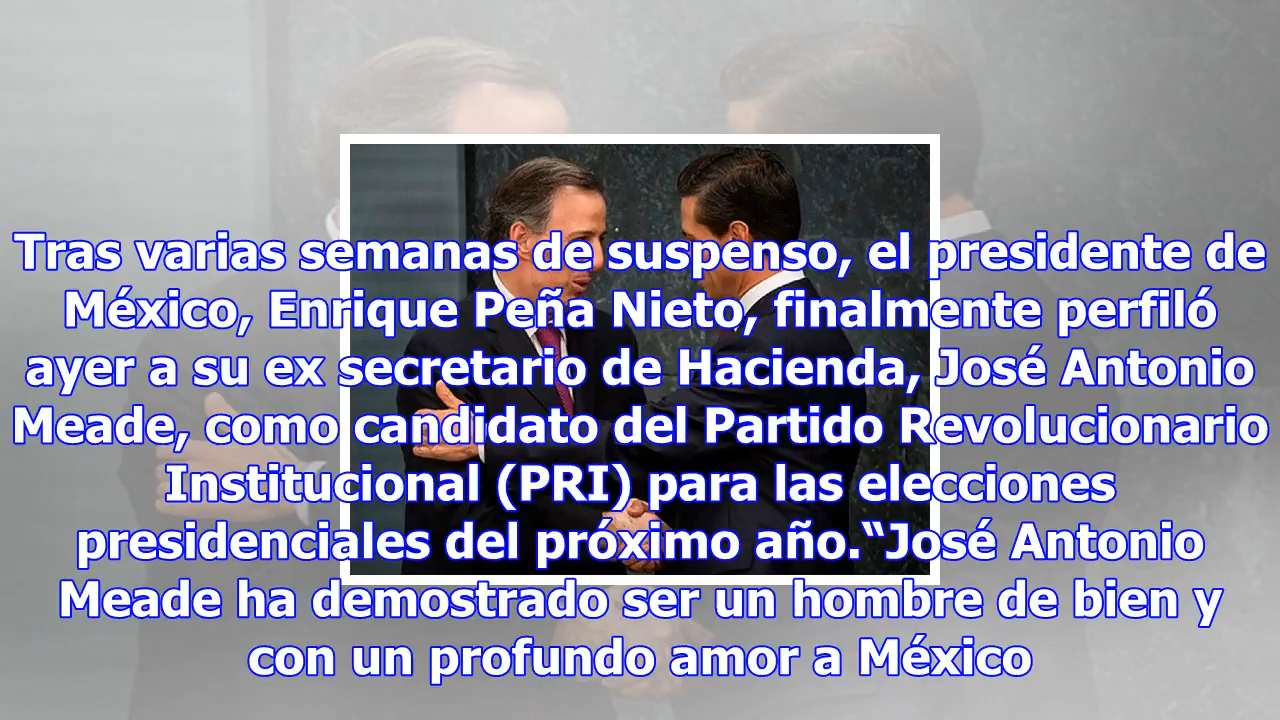 Tras varias semanas de suspenso, el presidente de
México, Enrique Peña Nieto, finalmente perfiló
ayer a su ex secretario de Hacienda, José Antonio
Meade, como candidato del Partido Revolucionario
Institucional (PRI) para las elecciones
presidenciales del próximo año.“José Antonio
Meade ha demostrado ser un hombre de bien y
con un profundo amor a México